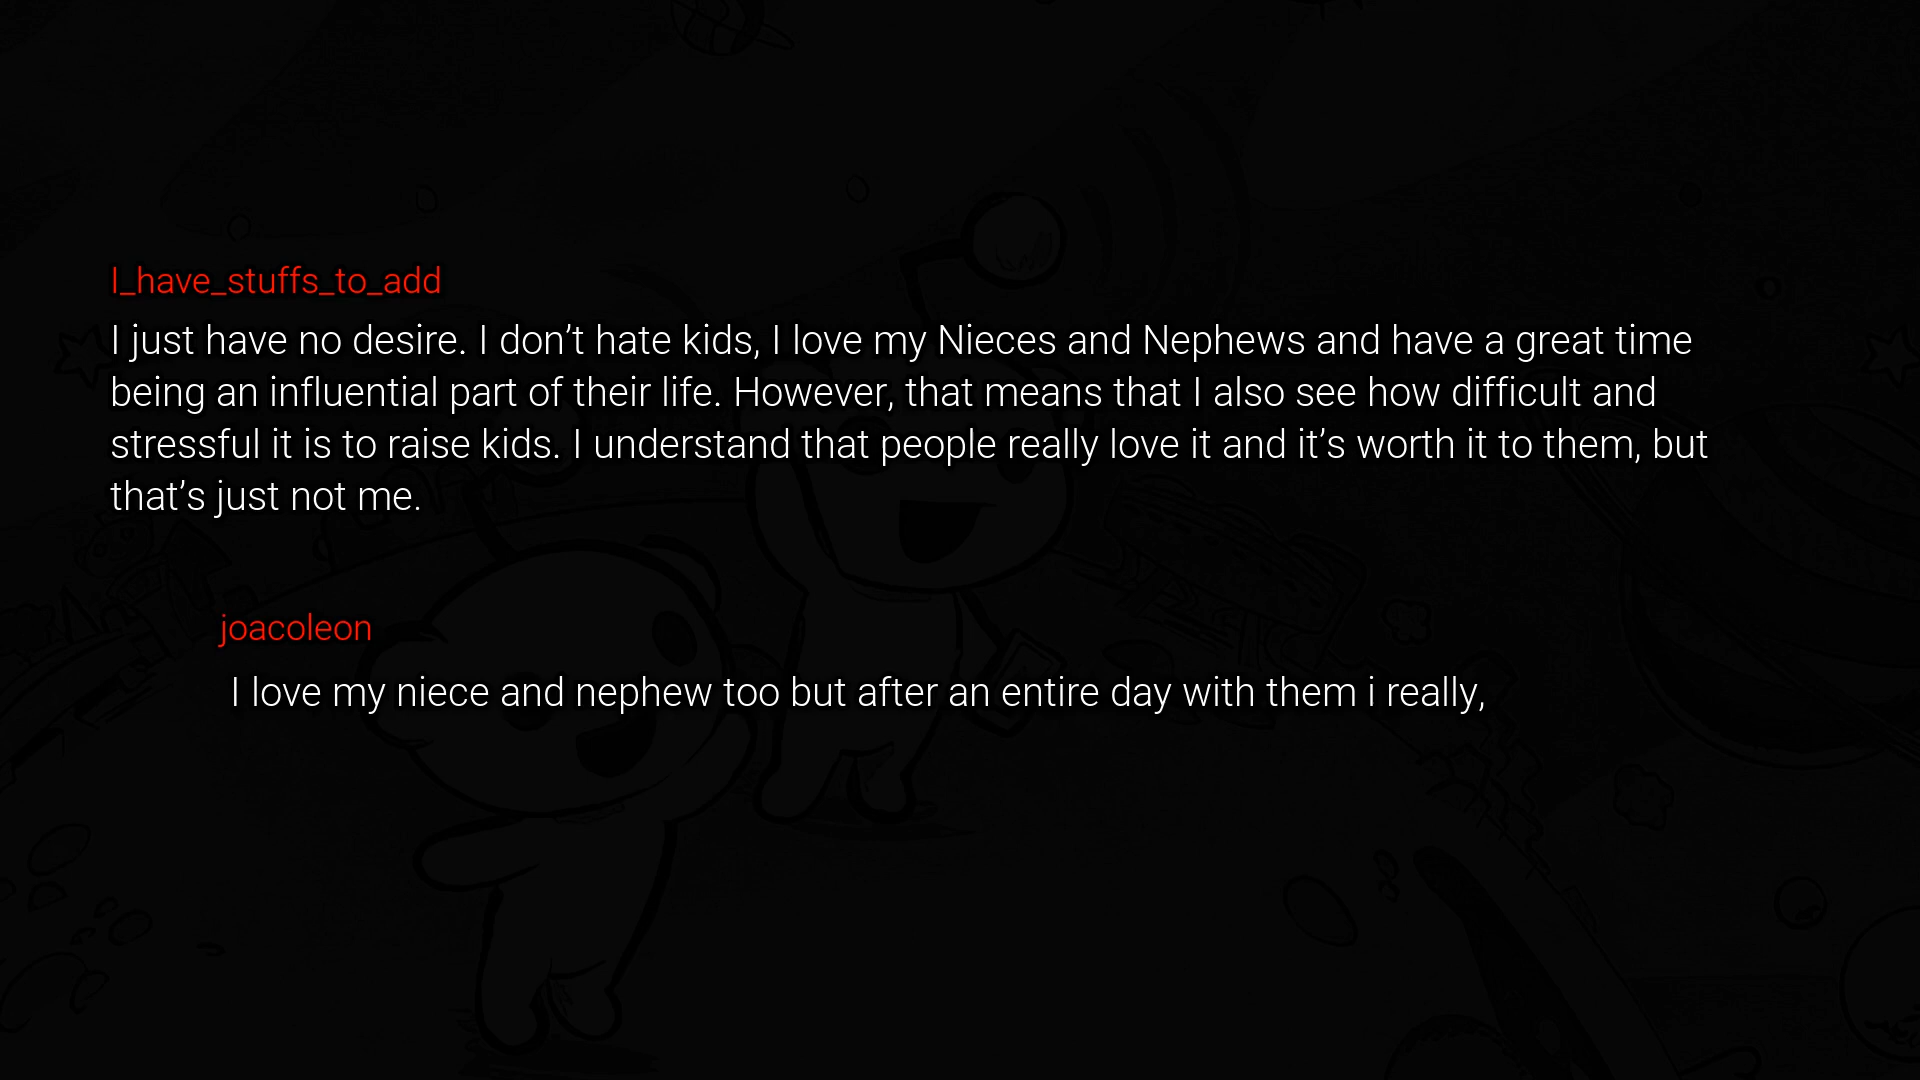 I_have_stuffs_to_add
I just have no desire. I don’t hate kids, I love my Nieces and Nephews and have a great time
being an influential part of their life. However, that means that I also see how difficult and
stressful it is to raise kids. I understand that people really love it and it’s worth it to them, but
that’s just not me.
joacoleon
I love my niece and nephew too but after an entire day with them i really,